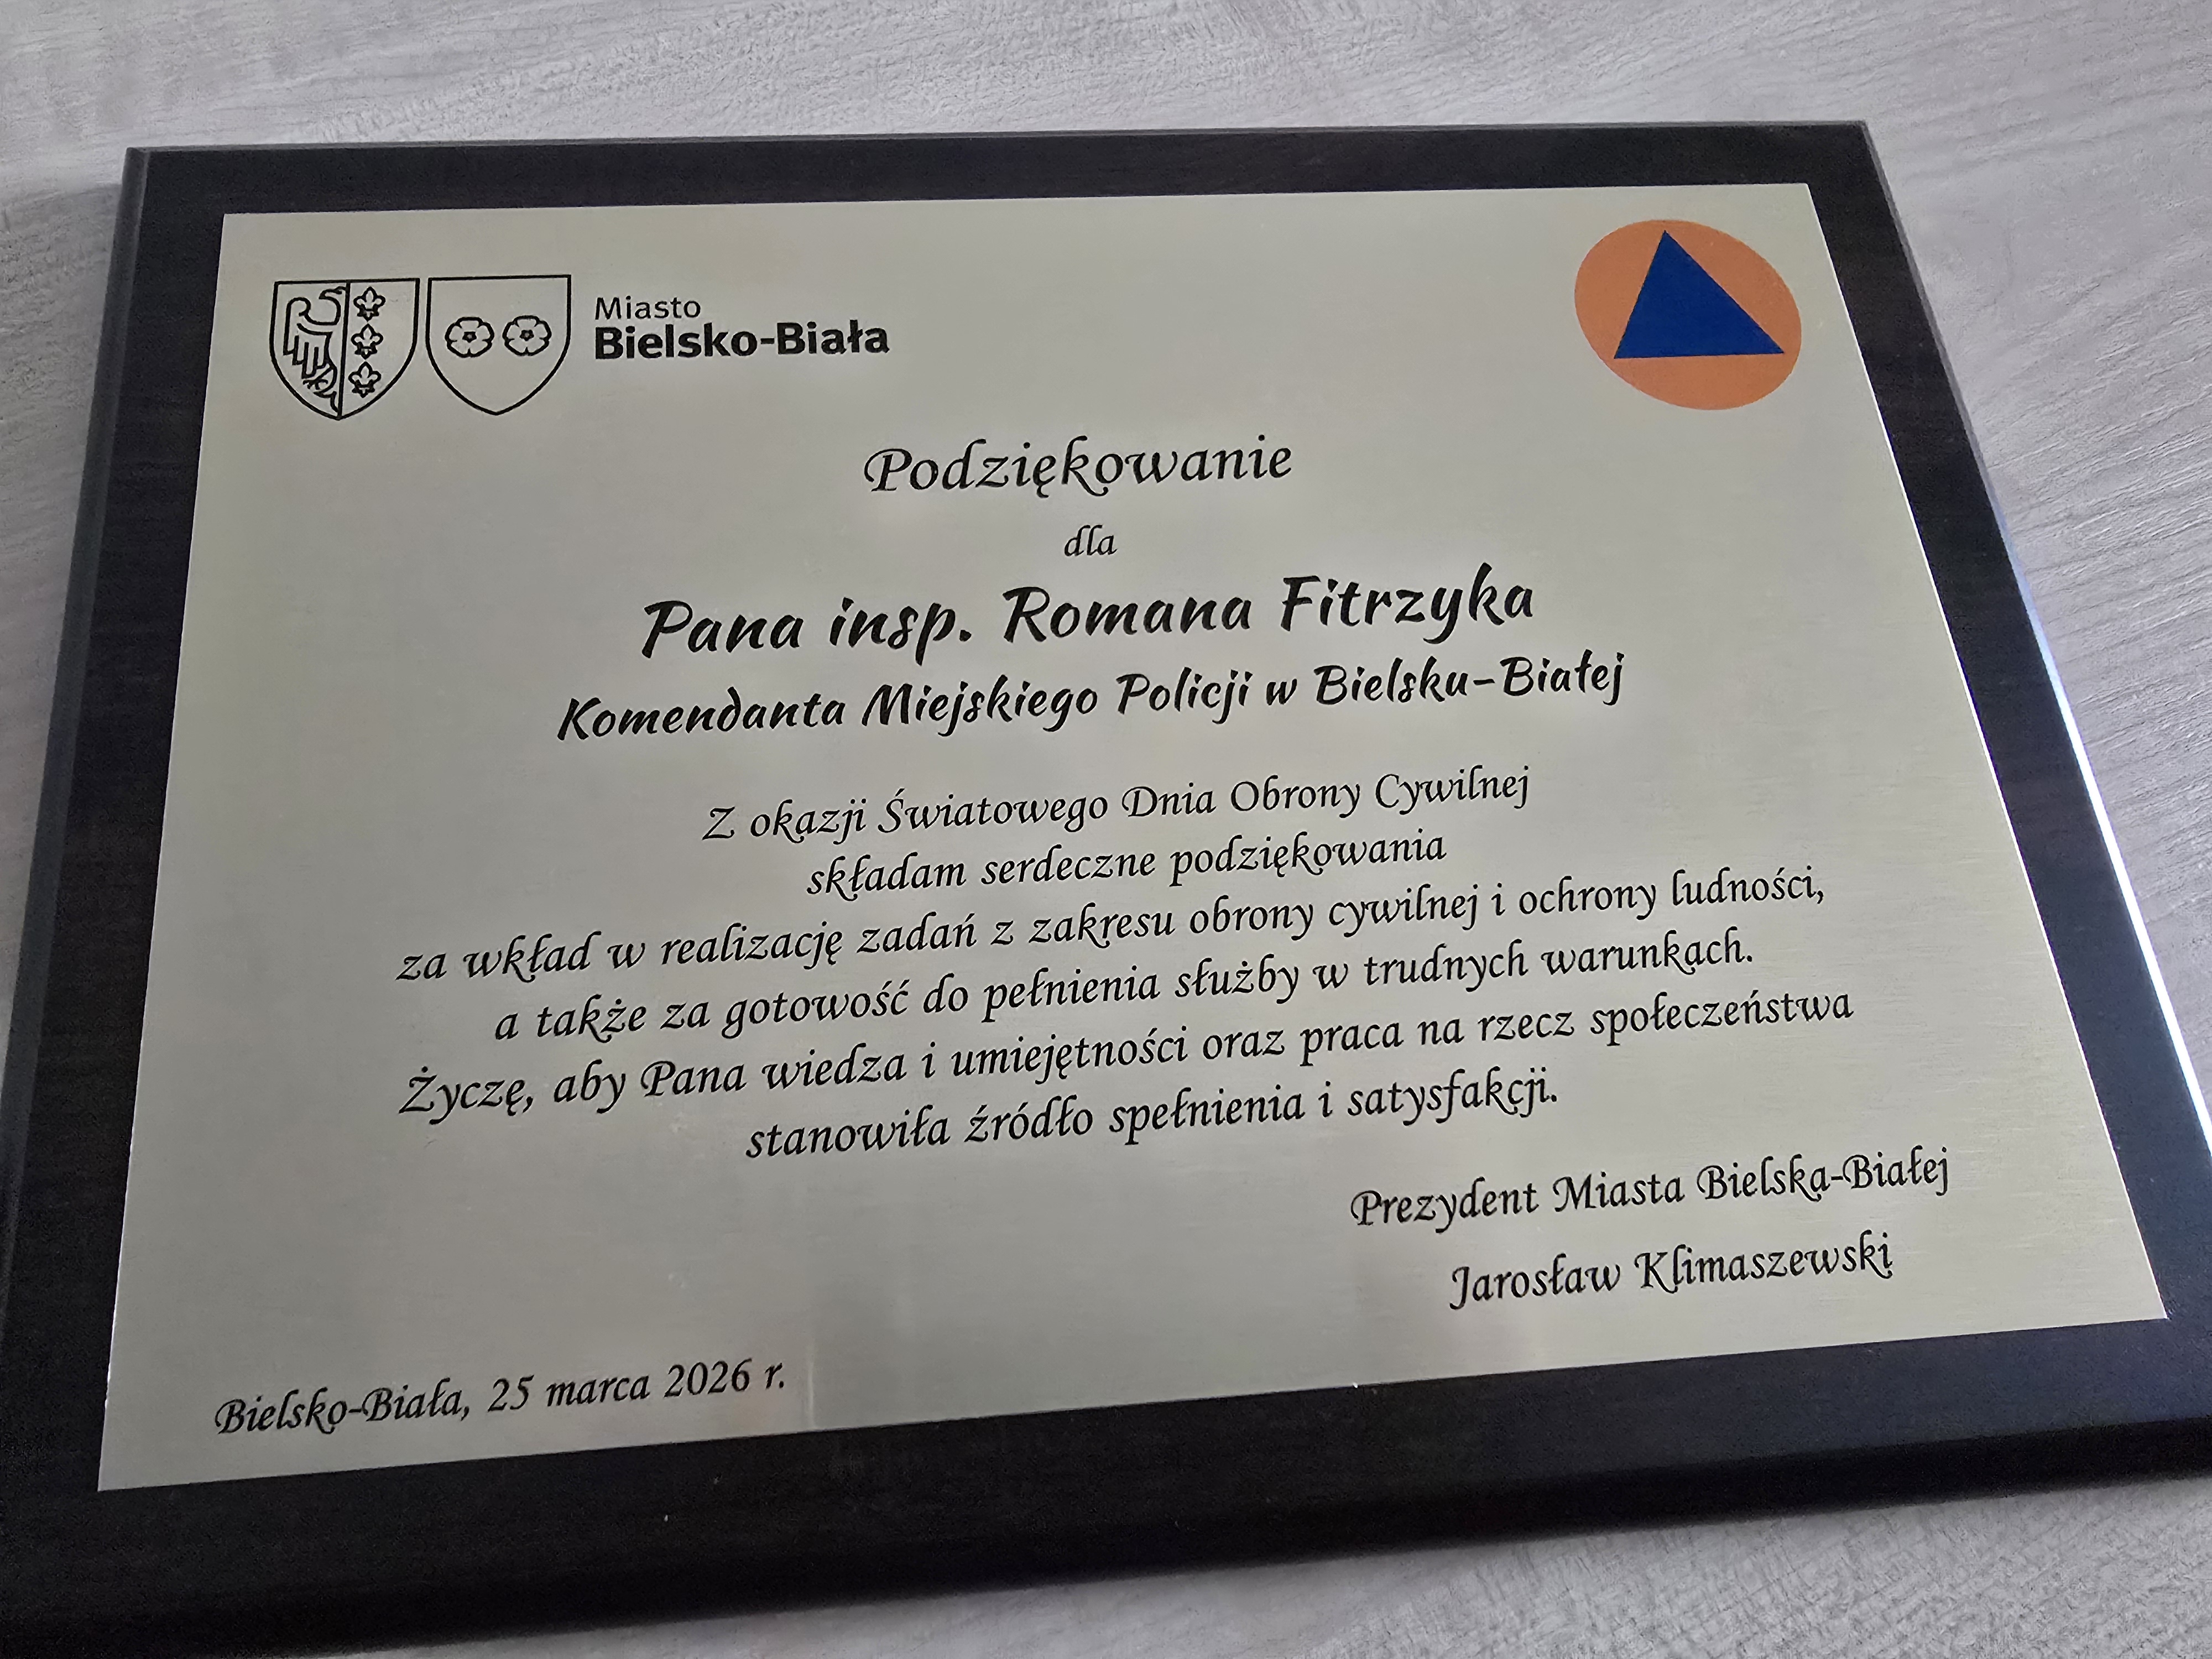 Miasto
Bielsko-Biała
Podziękowanie
dla
Pana insp. Romana Fitrzyka
Komendanta Miejskiego Policji w Bielsku-Białej
Z okazji Światowego Dnia Obrony Cywilnej
składam serdeczne podziękowania
za wkład w realizację zadań z zakresu obrony cywilnej i ochrony ludności,
a także za gotowość do pełnienia służby w trudnych warunkach.
Życzę, aby Pana wiedza i umiejętności oraz praca na rzecz społeczeństwa
stanowiła źródło spełnienia i satysfakcji.
Prezydent Miasta Bielska-Białej
Jarosław Klimaszewski
Bielsko-Biała, 25 marca 2026 r.